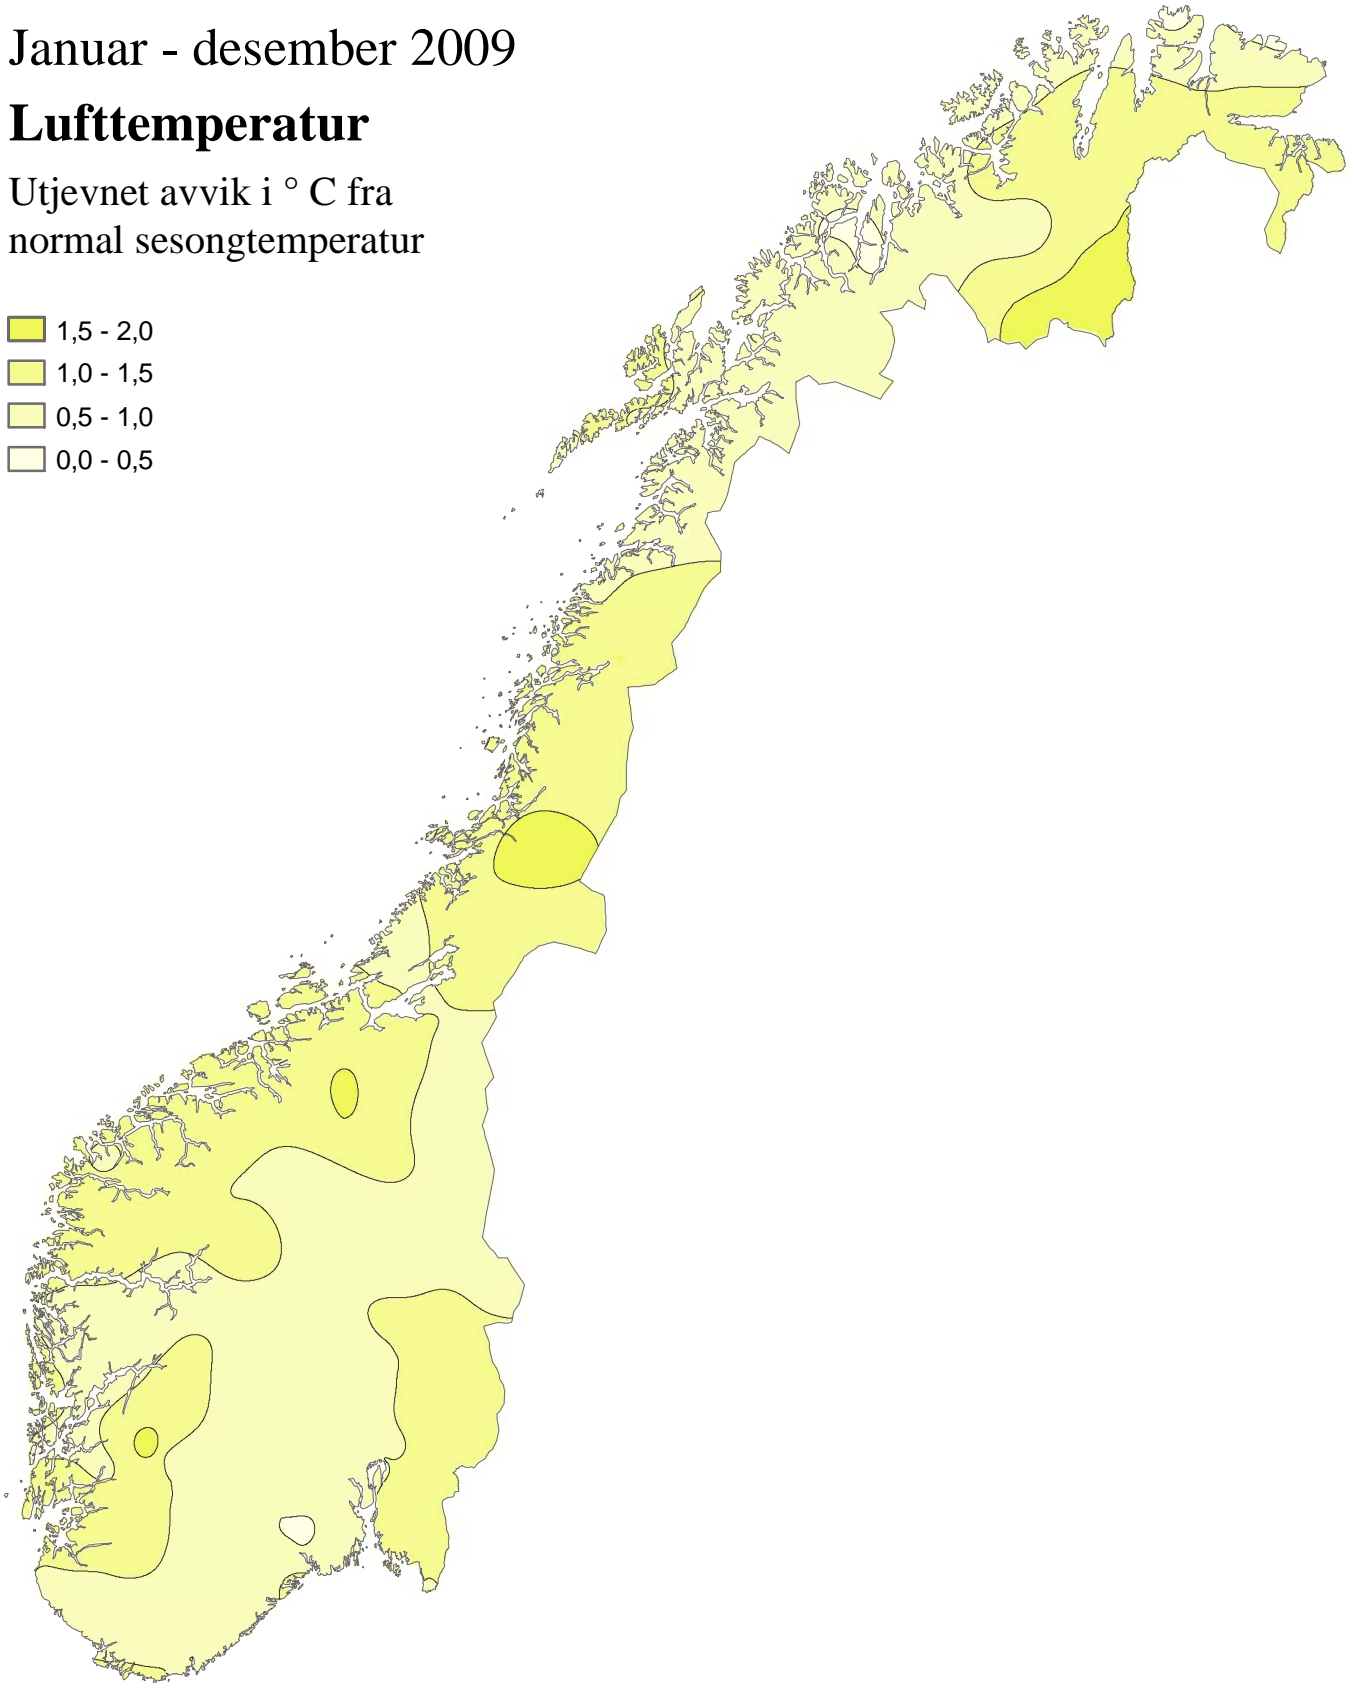 Januar - desember 2009
Lufttemperatur
Utjevnet avvik i ° C fra
normal sesongtemperatur
1,5 - 2,0
1,0 - 1,5
0,5 - 1,0
0,0 - 0,5